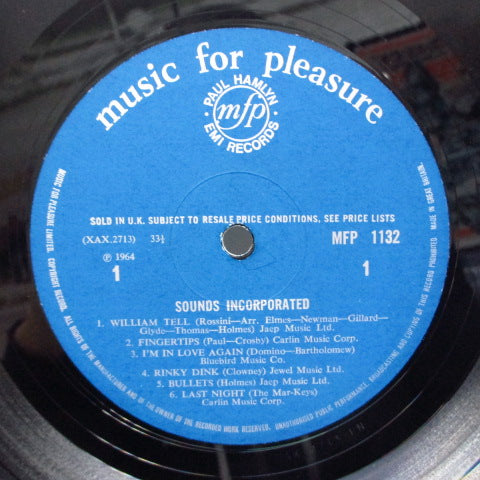 music for pleasure
PAUL HAMLYN
mfp
EMI RECORDS
SOLD IN U.K. SUBJECT TO RESALE PRICE CONDITIONS, SEE PRICE LISTS
(XAX.2713) 33⅓
MFP 1132
℗ 1964
1
1
SOUNDS INCORPORATED
1. WILLIAM TELL (Rossini—Arr. Elmes—Newman—Gillard—
Glyde—Thomas—Holmes) Jaep Music Ltd.
2. FINGERTIPS (Paul—Crosby) Carlin Music Corp.
3. I'M IN LOVE AGAIN (Domino—Bartholomew)
Bluebird Music Co.
4. RINKY DINK (Clowney) Jewel Music Ltd.
5. BULLETS (Holmes) Jaep Music Ltd.
6. LAST NIGHT (The Mar-Keys)
Carlin Music Corp.
MUSIC FOR PLEASURE LIMITED. COPYRIGHT RECORD. ALL RIGHTS OF THE MANUFACTURER AND OF THE OWNER OF THE RECORDED WORK RESERVED. UNAUTHORISED PUBLIC PERFORMANCE, BROADCASTING AND COPYING OF THIS RECORD PROHIBITED. MADE IN GREAT BRITAIN.